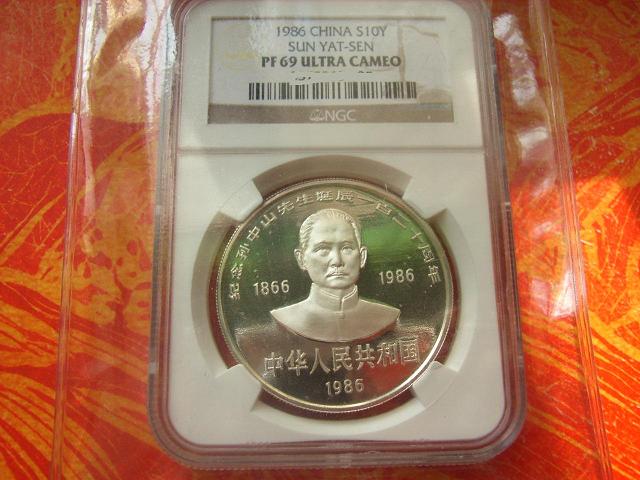 1986 CHINA S10Y
SUN YAT-SEN
PF 69 ULTRA CAMEO
NGC
纪念孙中山先生诞辰一百二十周年
1866 1986
中华人民共和国
1986